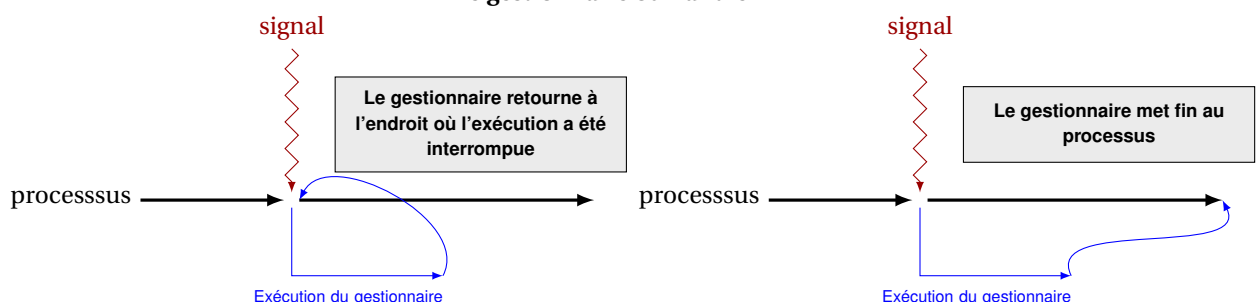 signal
signal
Le gestionnaire retourne à
l'endroit où l'exécution a été
interrompue
Le gestionnaire met fin au
processus
processsus
processsus
Exécution du gestionnaire
Exécution du gestionnaire